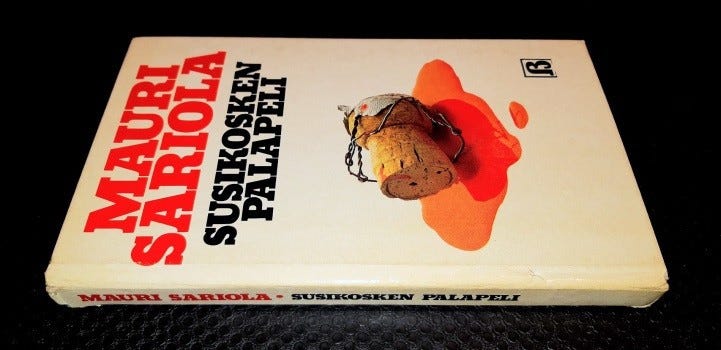 MAURI
SARIOLA
SUSIKOSKEN
PALAPELI
MAURI SARIOLA • SUSIKOSKEN PALAPELI